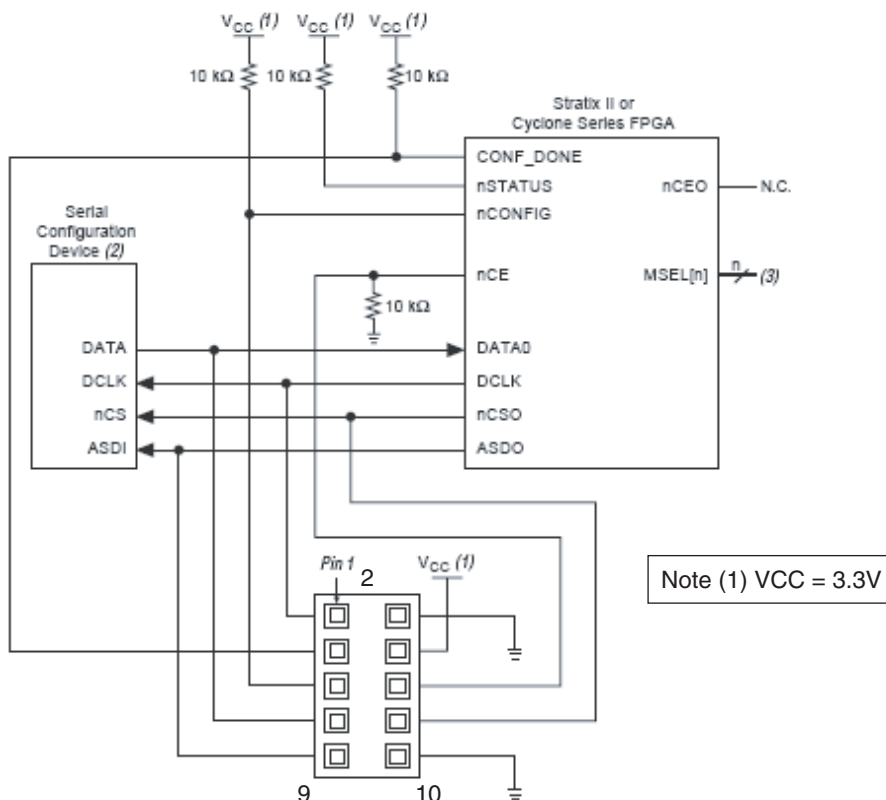 VCC (1) VCC (1) VCC (1)
10 kΩ 10 kΩ 10 kΩ
Stratix II or
Cyclone Series FPGA
CONF_DONE
nSTATUS
nCEO N.C.
nCONFIG
Serial
Configuration
Device (2)
nCE
MSEL[n] n (3)
10 kΩ
DATA
DATA0
DCLK
DCLK
nCS
nCSO
ASDI
ASDO
Pin 1 2 VCC (1)
Note (1) VCC = 3.3V
9 10